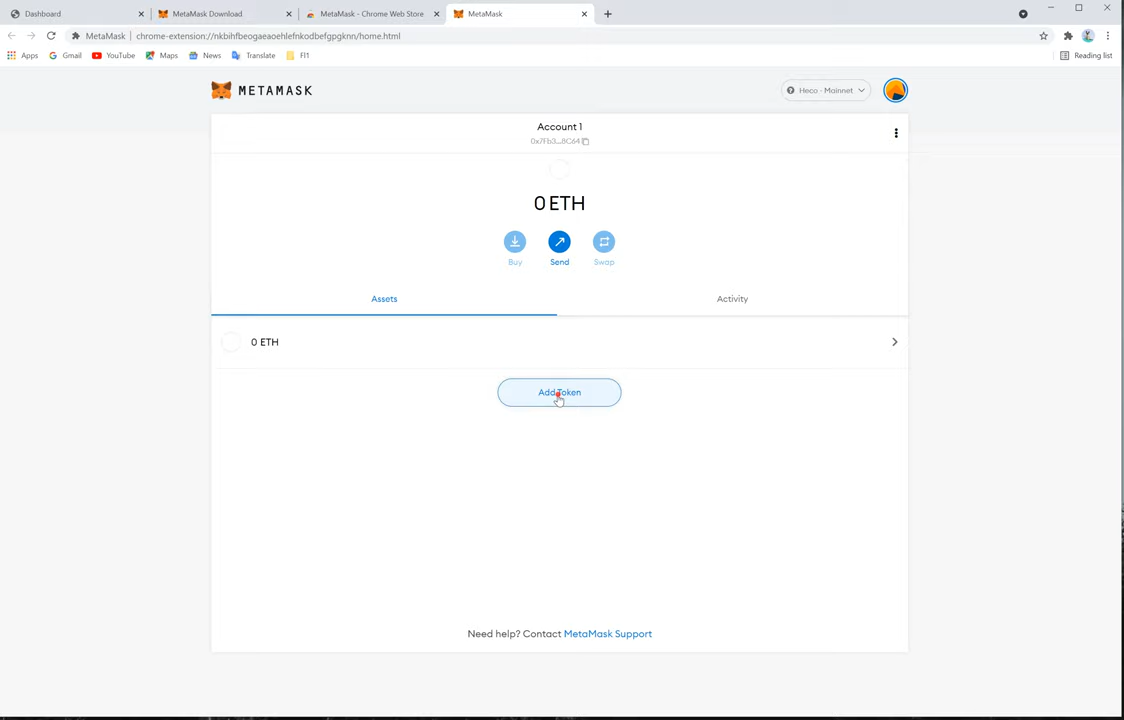 Dashboard
MetaMask Download
MetaMask - Chrome Web Store
MetaMask
MetaMask | chrome-extension://nkbihfbeogaeaoehlefnkodbefgpgknn/home.html
Apps
Gmail
YouTube
Maps
News
Translate
FI1
Reading list
METAMASK
Heco - Mainnet
Account 1
0x7Fb3...8C64
0 ETH
Buy
Send
Swap
Assets
Activity
0 ETH
Add Token
Need help? Contact MetaMask Support